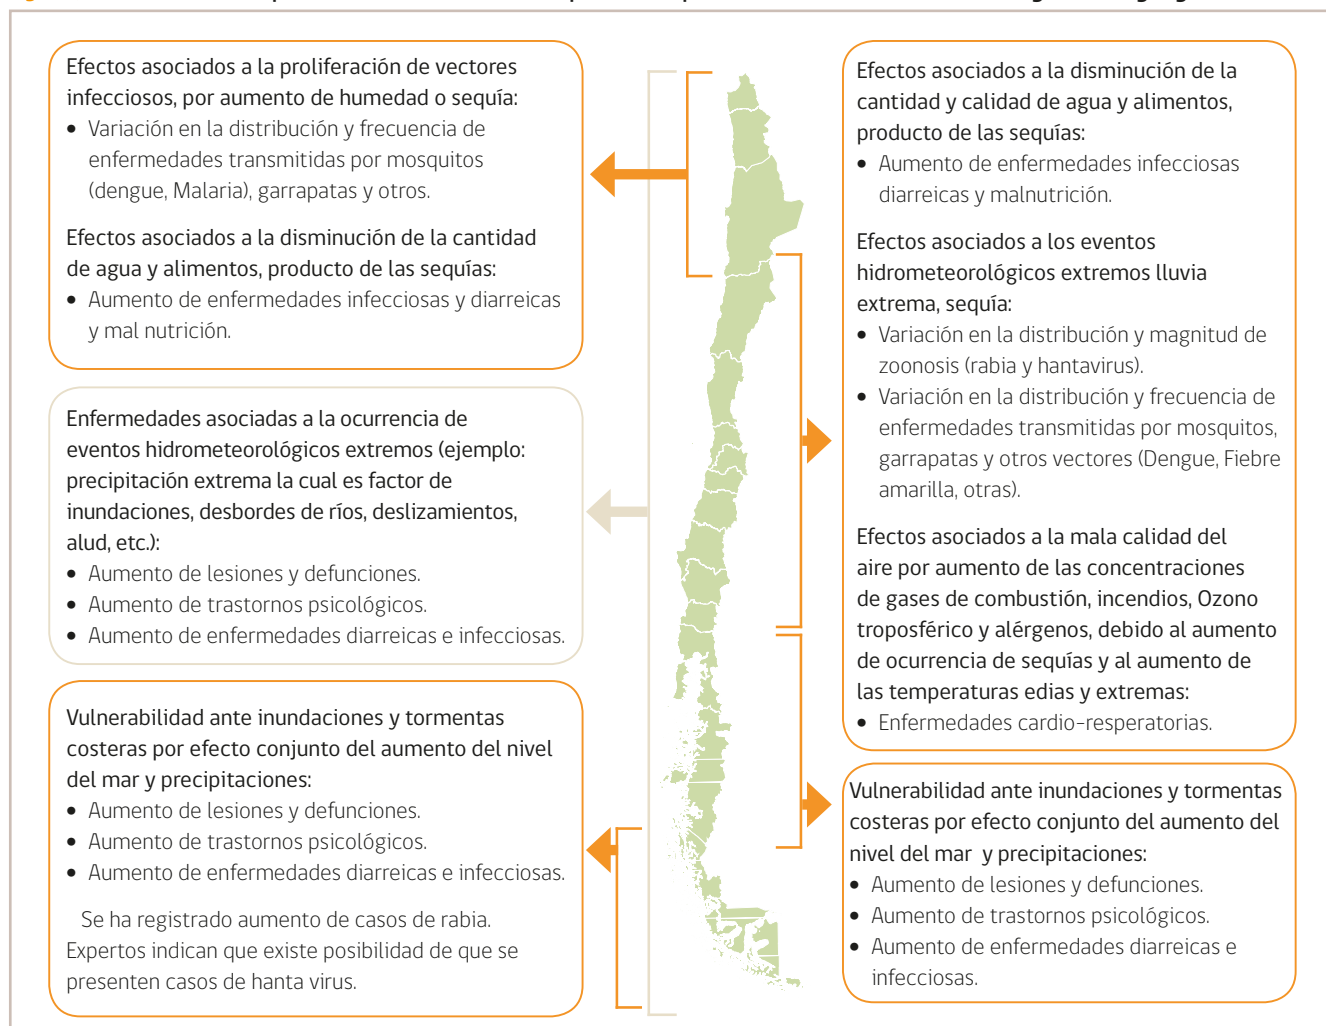 Efectos asociados a la proliferación de vectores
infecciosos, por aumento de humedad o sequía:
• Variación en la distribución y frecuencia de
enfermedades transmitidas por mosquitos
(dengue, Malaria), garrapatas y otros.
Efectos asociados a la disminución de la cantidad
de agua y alimentos, producto de las sequías:
• Aumento de enfermedades infecciosas y diarreicas
y mal nutrición.
Enfermedades asociadas a la ocurrencia de
eventos hidrometeorológicos extremos (ejemplo:
precipitación extrema la cual es factor de
inundaciones, desbordes de ríos, deslizamientos,
alud, etc.):
• Aumento de lesiones y defunciones.
• Aumento de trastornos psicológicos.
• Aumento de enfermedades diarreicas e infecciosas.
Vulnerabilidad ante inundaciones y tormentas
costeras por efecto conjunto del aumento del nivel
del mar y precipitaciones:
• Aumento de lesiones y defunciones.
• Aumento de trastornos psicológicos.
• Aumento de enfermedades diarreicas e infecciosas.
Se ha registrado aumento de casos de rabia.
Expertos indican que existe posibilidad de que se
presenten casos de hanta virus.
Efectos asociados a la disminución de la
cantidad y calidad de agua y alimentos,
producto de las sequías:
• Aumento de enfermedades infecciosas
diarreicas y malnutrición.
Efectos asociados a los eventos
hidrometeorológicos extremos lluvia
extrema, sequía:
• Variación en la distribución y magnitud de
zoonosis (rabia y hantavirus).
• Variación en la distribución y frecuencia de
enfermedades transmitidas por mosquitos,
garrapatas y otros vectores (Dengue, Fiebre
amarilla, otras).
Efectos asociados a la mala calidad del
aire por aumento de las concentraciones
de gases de combustión, incendios, Ozono
troposférico y alérgenos, debido al aumento
de ocurrencia de sequías y al aumento de
las temperaturas edias y extremas:
• Enfermedades cardio-resperatorias.
Vulnerabilidad ante inundaciones y tormentas
costeras por efecto conjunto del aumento del
nivel del mar y precipitaciones:
• Aumento de lesiones y defunciones.
• Aumento de trastornos psicológicos.
• Aumento de enfermedades diarreicas e
infecciosas.